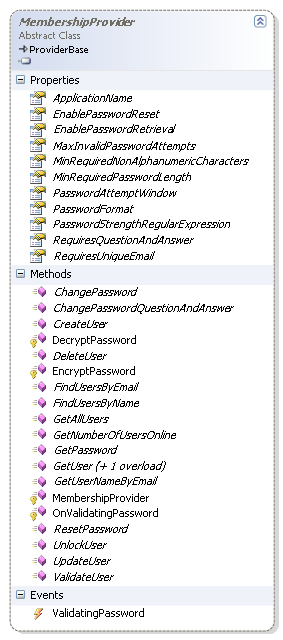 MembershipProvider
Abstract Class
ProviderBase
Properties
ApplicationName
EnablePasswordReset
EnablePasswordRetrieval
MaxInvalidPasswordAttempts
MinRequiredNonAlphanumericCharacters
MinRequiredPasswordLength
PasswordAttemptWindow
PasswordFormat
PasswordStrengthRegularExpression
RequiresQuestionAndAnswer
RequiresUniqueEmail
Methods
ChangePassword
ChangePasswordQuestionAndAnswer
CreateUser
DecryptPassword
DeleteUser
EncryptPassword
FindUsersByEmail
FindUsersByName
GetAllUsers
GetNumberOfUsersOnline
GetPassword
GetUser (+ 1 overload)
GetUserNameByEmail
MembershipProvider
OnValidatingPassword
ResetPassword
UnlockUser
UpdateUser
ValidateUser
Events
ValidatingPassword